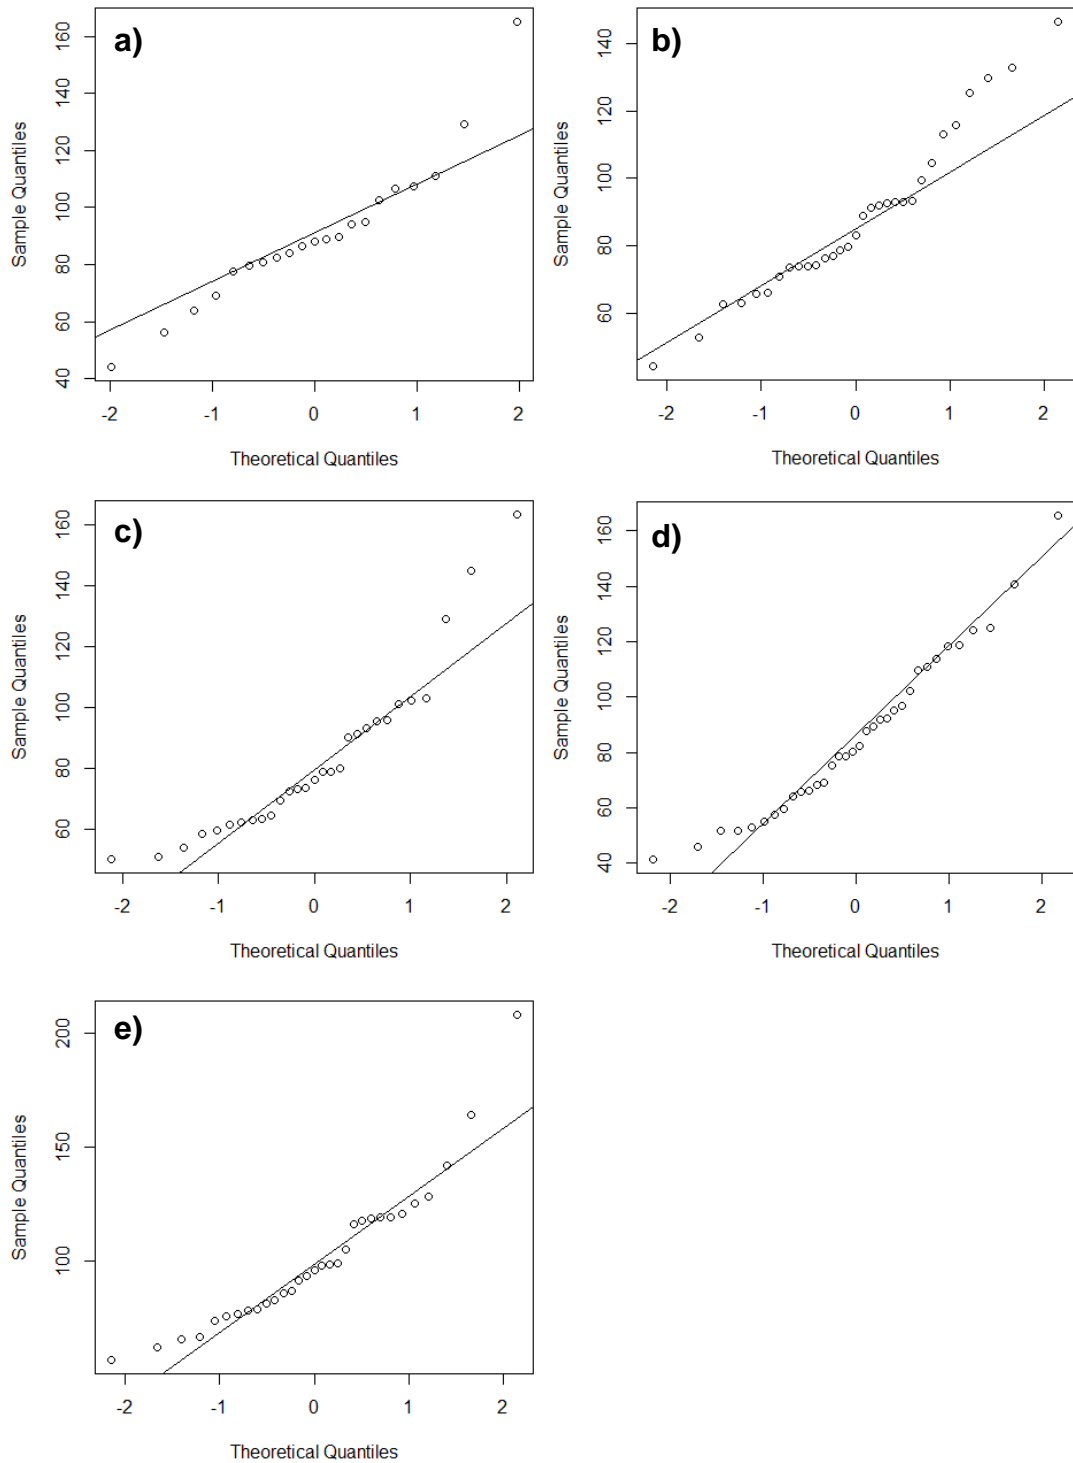 a)
Sample Quantiles
40 60 80 100 120 140 160
-2 -1 0 1 2
Theoretical Quantiles
b)
Sample Quantiles
60 80 100 120 140
-2 -1 0 1 2
Theoretical Quantiles
c)
Sample Quantiles
60 80 100 120 140 160
-2 -1 0 1 2
Theoretical Quantiles
d)
Sample Quantiles
40 60 80 100 120 140 160
-2 -1 0 1 2
Theoretical Quantiles
e)
Sample Quantiles
100 150 200
-2 -1 0 1 2
Theoretical Quantiles